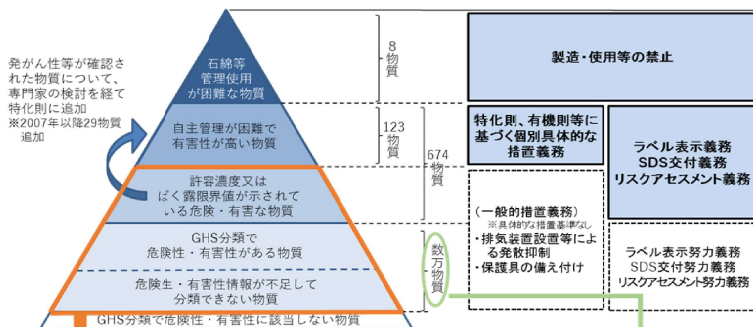 発がん性等が確認さ
れた物質について、
専門家の検討を経て
特化則に追加
※2007年以降29物質
追加
石綿等
管理使用
が困難な物質
自主管理が困難で
有害性が高い物質
許容濃度又は
ばく露限界値が示されて
いる危険・有害な物質
GHS分類で
危険性・有害性がある物質
危険生・有害性情報が不足して
分類できない物質
GHS分類で危険性・有害性に該当しない物質
8
物質
123
物質
674
物質
数万
物質
製造・使用等の禁止
特化則、有機則等に
基づく個別具体的な
措置義務
(一般的措置義務)
※具体的な措置基準なし
・排気装置設置等によ
る発散抑制
・保護具の備え付け
ラベル表示義務
SDS交付義務
リスクアセスメント義務
ラベル表示努力義務
SDS交付努力義務
リスクアセスメント努力義務